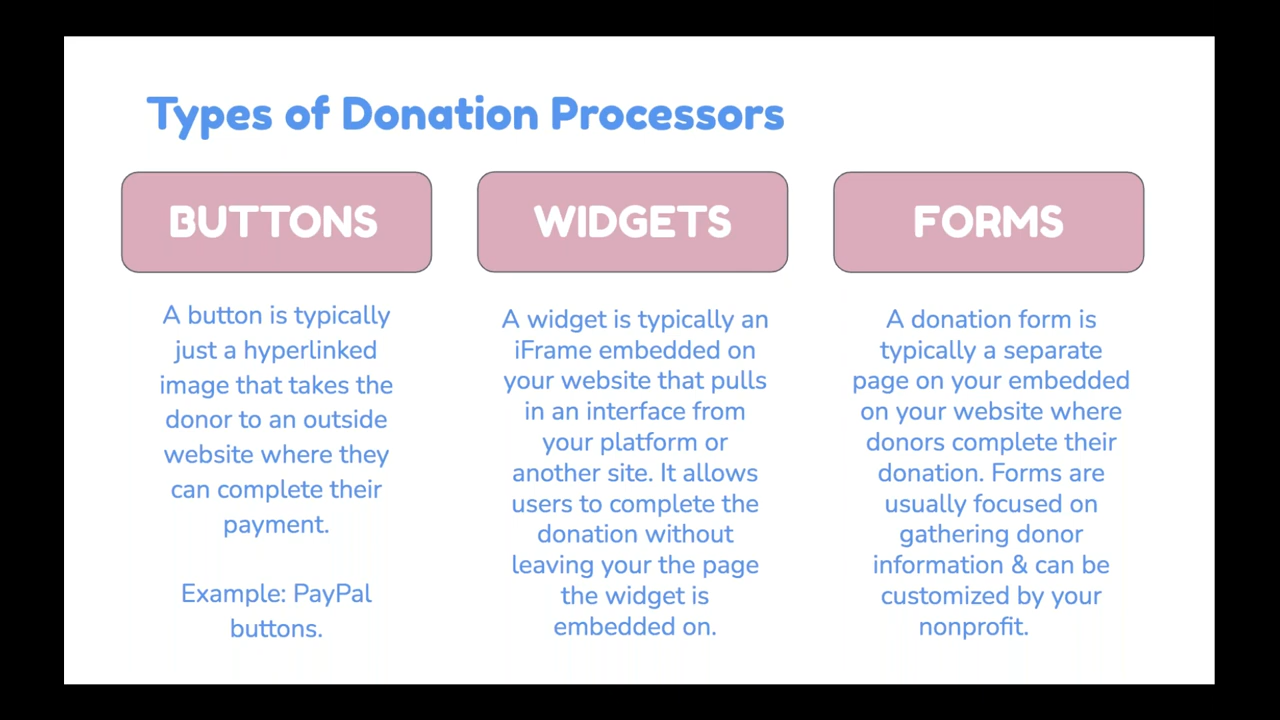 Types of Donation Processors
BUTTONS
A button is typically
just a hyperlinked
image that takes the
donor to an outside
website where they
can complete their
payment.
Example: PayPal
buttons.
WIDGETS
A widget is typically an
iFrame embedded on
your website that pulls
in an interface from
your platform or
another site. It allows
users to complete the
donation without
leaving your the page
the widget is
embedded on.
FORMS
A donation form is
typically a separate
page on your embedded
on your website where
donors complete their
donation. Forms are
usually focused on
gathering donor
information & can be
customized by your
nonprofit.